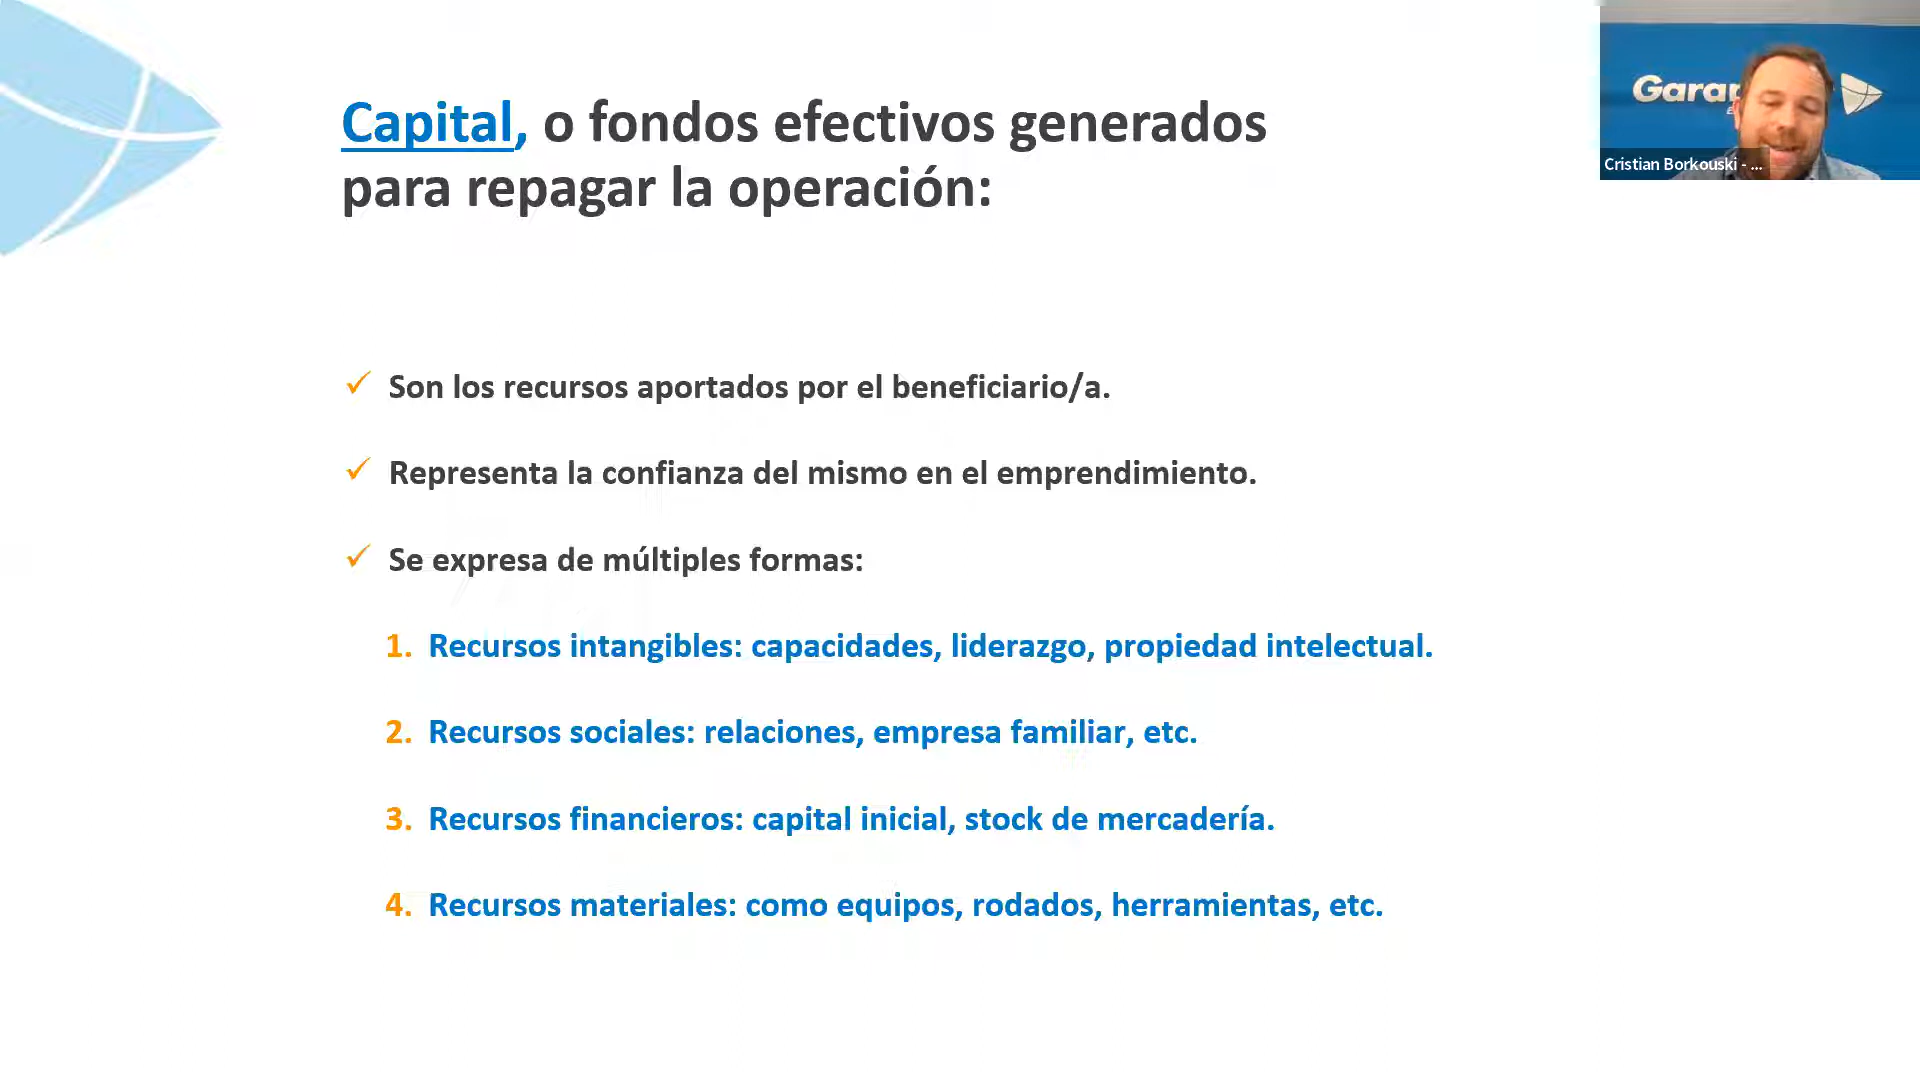 Capital, o fondos efectivos generados
para repagar la operación:
✓ Son los recursos aportados por el beneficiario/a.
✓ Representa la confianza del mismo en el emprendimiento.
✓ Se expresa de múltiples formas:
1. Recursos intangibles: capacidades, liderazgo, propiedad intelectual.
2. Recursos sociales: relaciones, empresa familiar, etc.
3. Recursos financieros: capital inicial, stock de mercadería.
4. Recursos materiales: como equipos, rodados, herramientas, etc.
Cristian Borkouski - ...